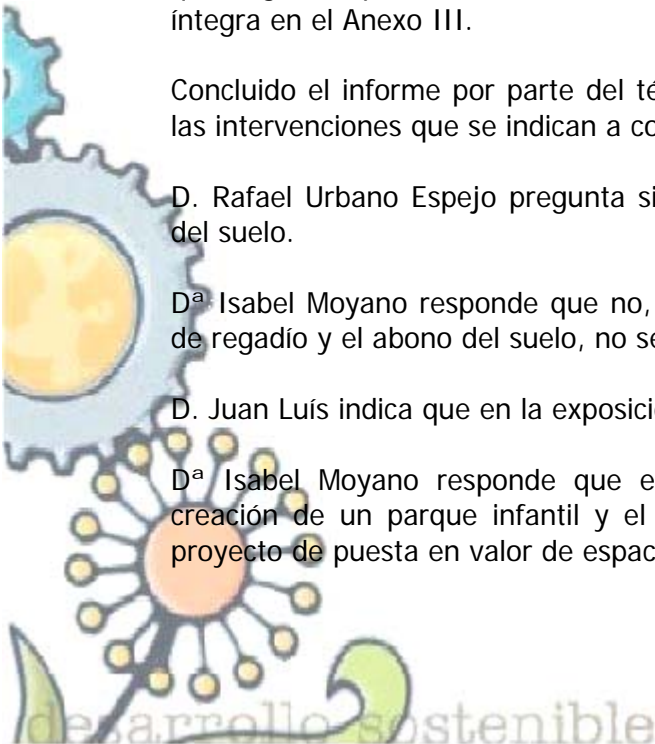 íntegra en el Anexo III.
Concluido el informe por parte del té
las intervenciones que se indican a co
D. Rafael Urbano Espejo pregunta si
del suelo.
Dª Isabel Moyano responde que no,
de regadío y el abono del suelo, no se
D. Juan Luís indica que en la exposici
Dª Isabel Moyano responde que e
creación de un parque infantil y el
proyecto de puesta en valor de espac
desarrollo sostenible